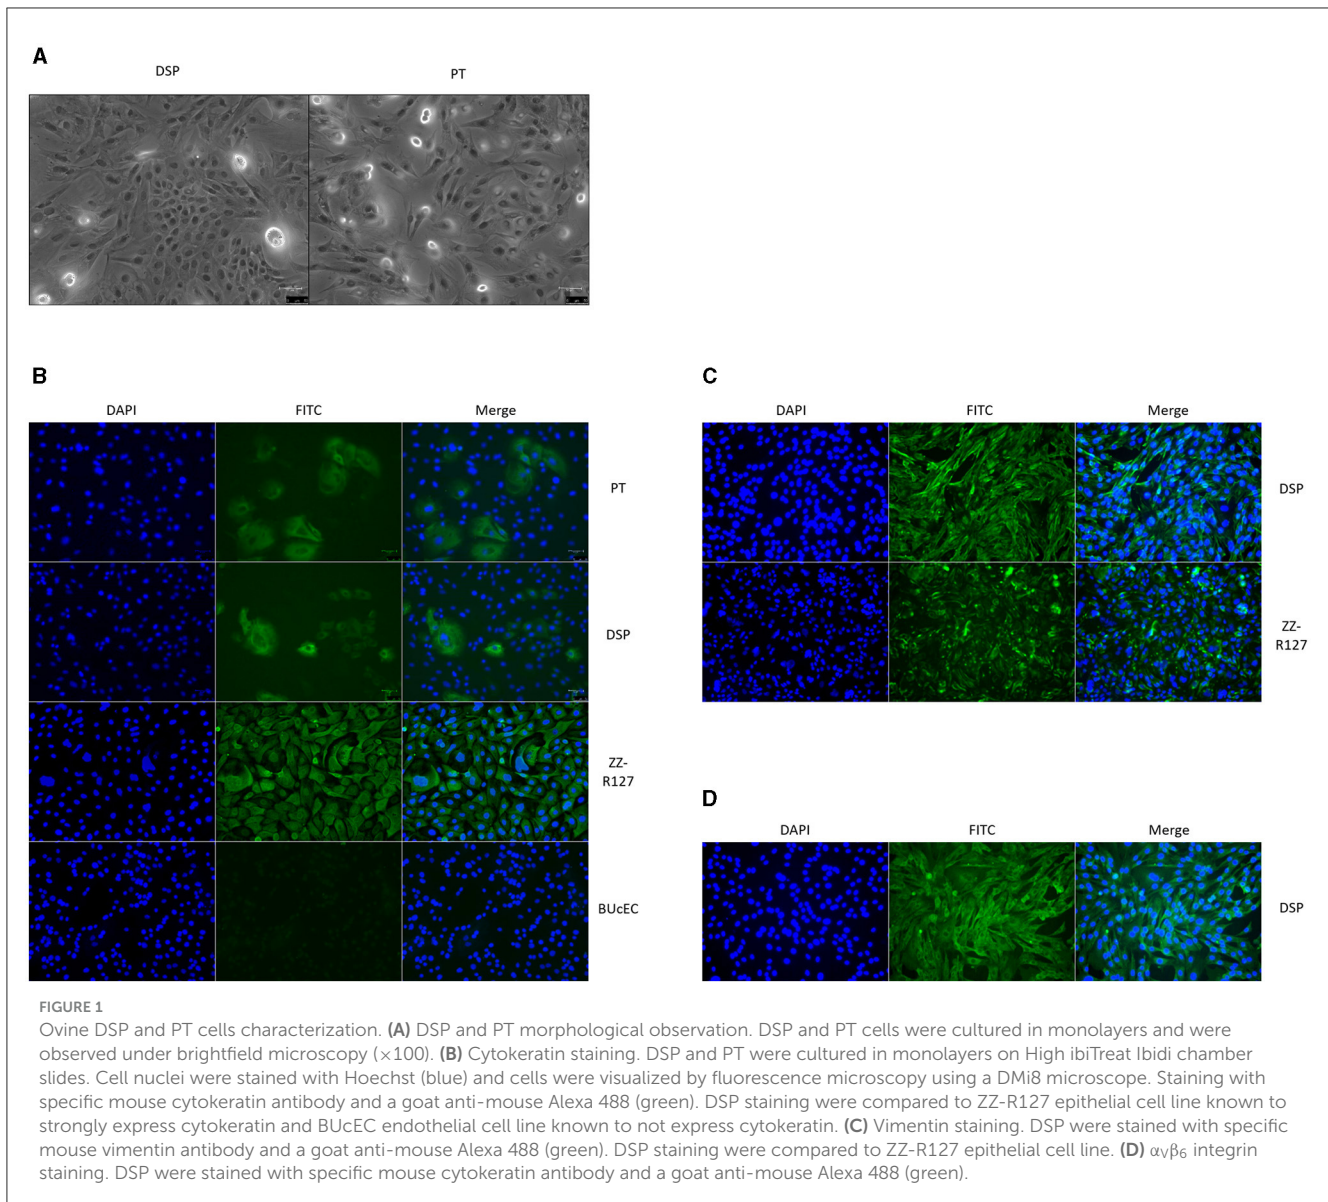 A
DSP
PT
B
DAPI
FITC
Merge
PT
DSP
ZZ-
R127
BUcEC
C
DAPI
FITC
Merge
DSP
ZZ-
R127
D
DAPI
FITC
Merge
DSP
FIGURE 1
Ovine DSP and PT cells characterization. (A) DSP and PT morphological observation. DSP and PT cells were cultured in monolayers and were
observed under brightfield microscopy (×100). (B) Cytokeratin staining. DSP and PT were cultured in monolayers on High ibiTreat Ibidi chamber
slides. Cell nuclei were stained with Hoechst (blue) and cells were visualized by fluorescence microscopy using a DMi8 microscope. Staining with
specific mouse cytokeratin antibody and a goat anti-mouse Alexa 488 (green). DSP staining were compared to ZZ-R127 epithelial cell line known to
strongly express cytokeratin and BUcEC endothelial cell line known to not express cytokeratin. (C) Vimentin staining. DSP were stained with specific
mouse vimentin antibody and a goat anti-mouse Alexa 488 (green). DSP staining were compared to ZZ-R127 epithelial cell line. (D) αVβ6 integrin
staining. DSP were stained with specific mouse cytokeratin antibody and a goat anti-mouse Alexa 488 (green).